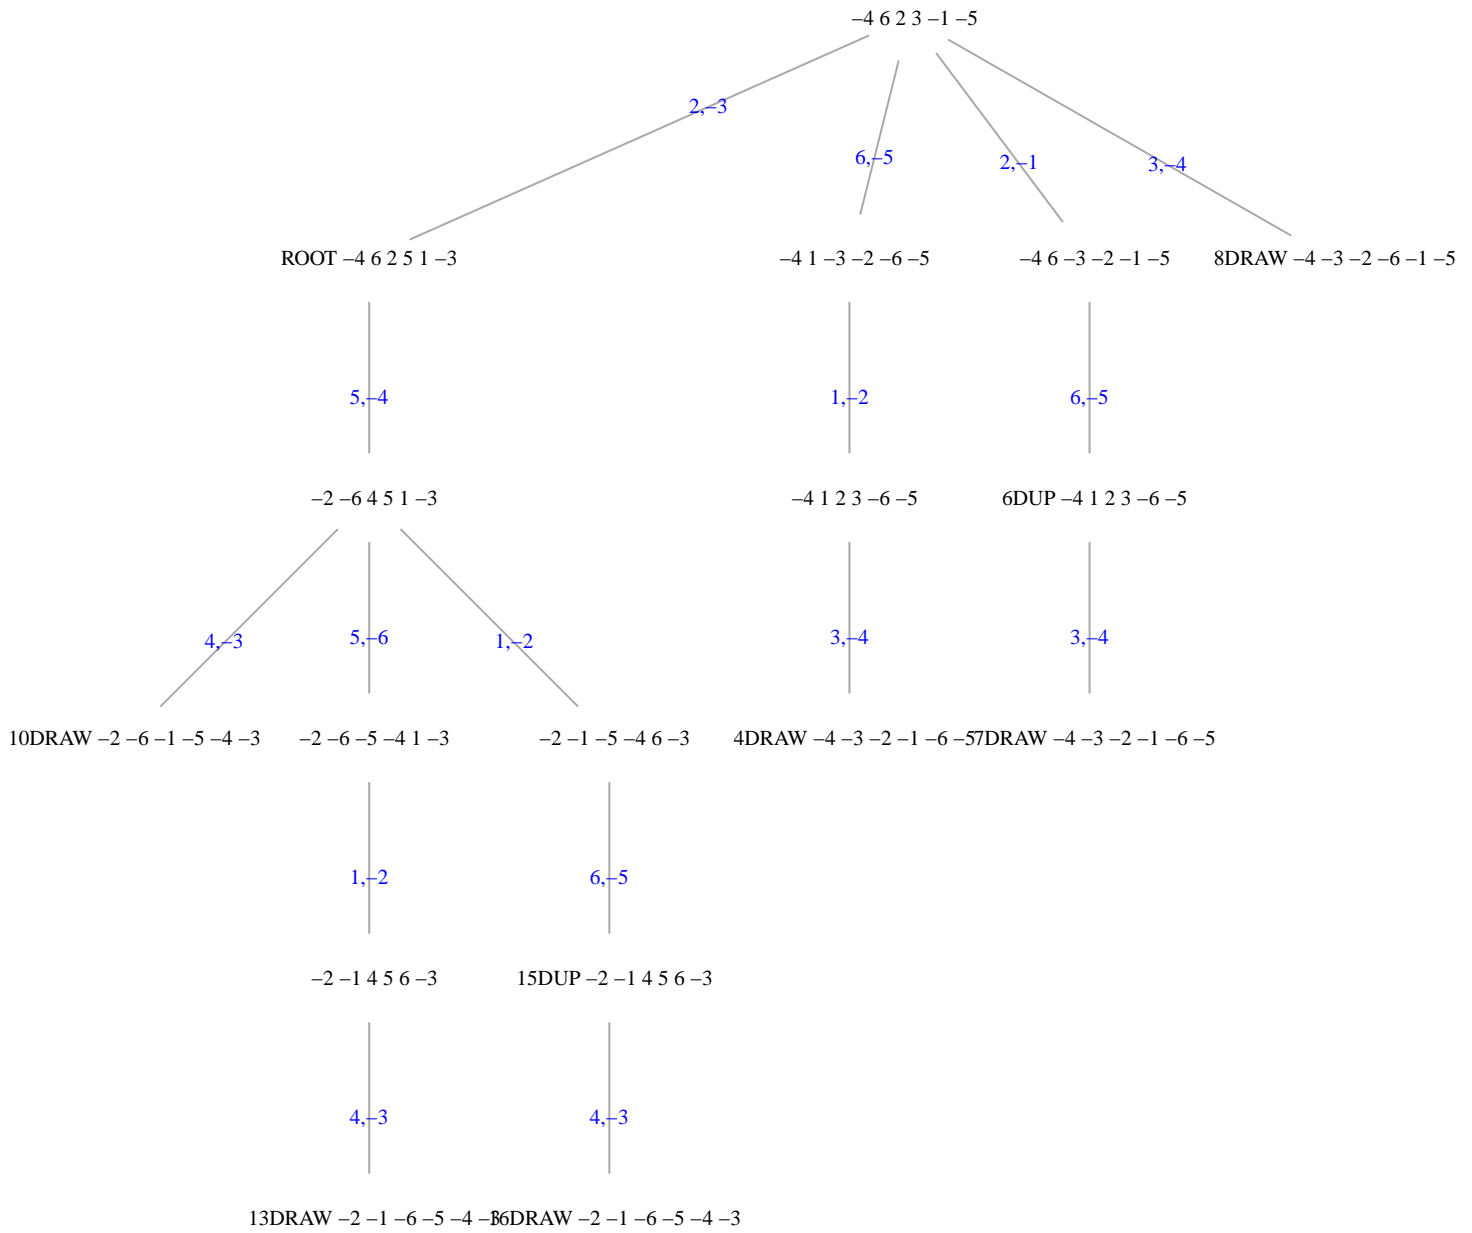 –4 6 2 3 –1 –5
2,–3
6,–5
2,–1
3,–4
ROOT –4 6 2 5 1 –3
–4 1 –3 –2 –6 –5
–4 6 –3 –2 –1 –5
8DRAW –4 –3 –2 –6 –1 –5
5,–4
1,–2
6,–5
–2 –6 4 5 1 –3
–4 1 2 3 –6 –5
6DUP –4 1 2 3 –6 –5
4,–3
5,–6
1,–2
3,–4
3,–4
10DRAW –2 –6 –1 –5 –4 –3
–2 –6 –5 –4 1 –3
–2 –1 –5 –4 6 –3
4DRAW –4 –3 –2 –1 –6 –5
7DRAW –4 –3 –2 –1 –6 –5
1,–2
6,–5
–2 –1 4 5 6 –3
15DUP –2 –1 4 5 6 –3
4,–3
4,–3
13DRAW –2 –1 –6 –5 –4 –3
16DRAW –2 –1 –6 –5 –4 –3